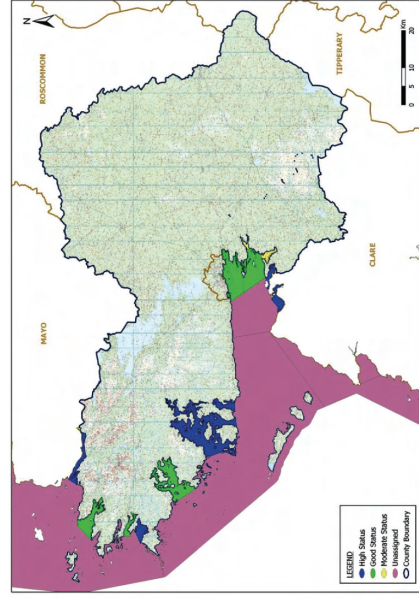 N
ROSCOMMON
TIPPERARY
MAYO
CLARE
0
5
10
20
Km
LEGEND
High Status
Good Status
Moderate Status
Unassigned
County Boundary